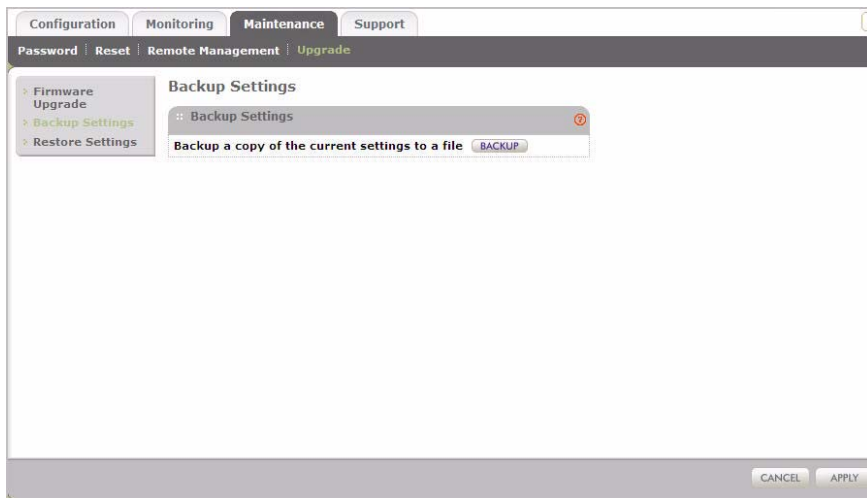 Configuration Monitoring Maintenance Support
Password Reset Remote Management Upgrade
Firmware
Upgrade
Backup Settings
Restore Settings
Backup Settings
Backup Settings
Backup a copy of the current settings to a file BACKUP
CANCEL APPLY